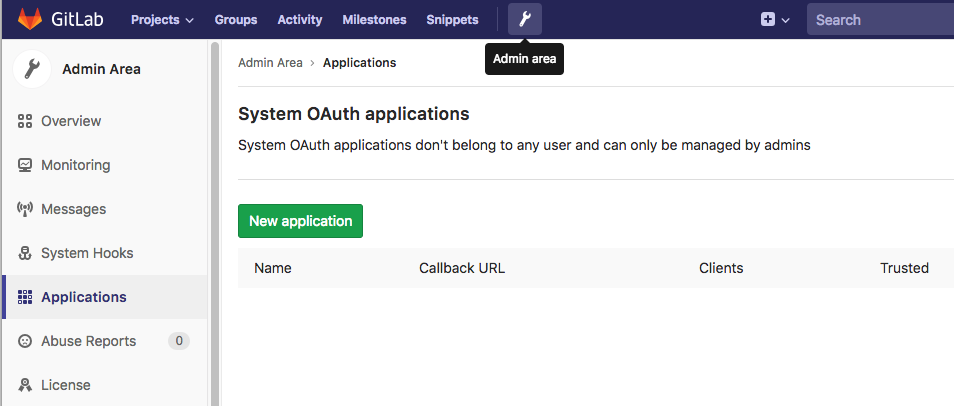 GitLab Projects Groups Activity Milestones Snippets Search
Admin area
Admin Area
Overview
Monitoring
Messages
System Hooks
Applications
Abuse Reports 0
License
Admin Area › Applications
System OAuth applications
System OAuth applications don't belong to any user and can only be managed by admins
New application
Name Callback URL Clients Trusted